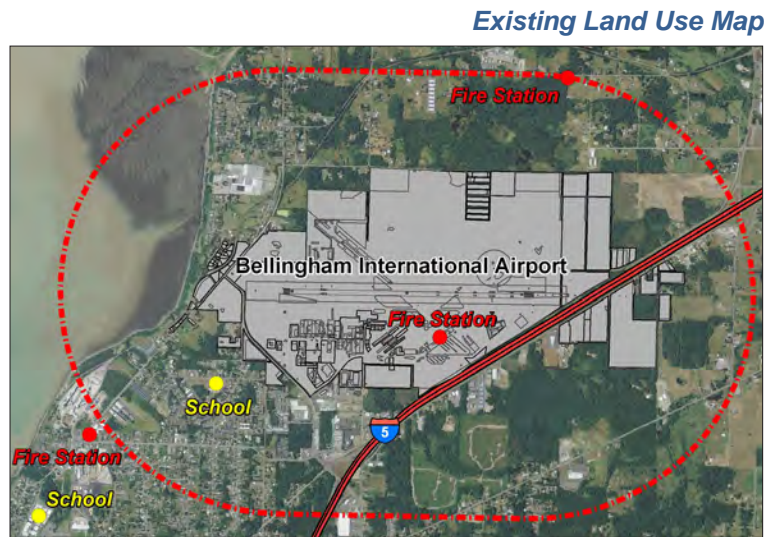 Existing Land Use Map
Fire Station
Bellingham International Airport
Fire Station
School
5
Fire Station
School